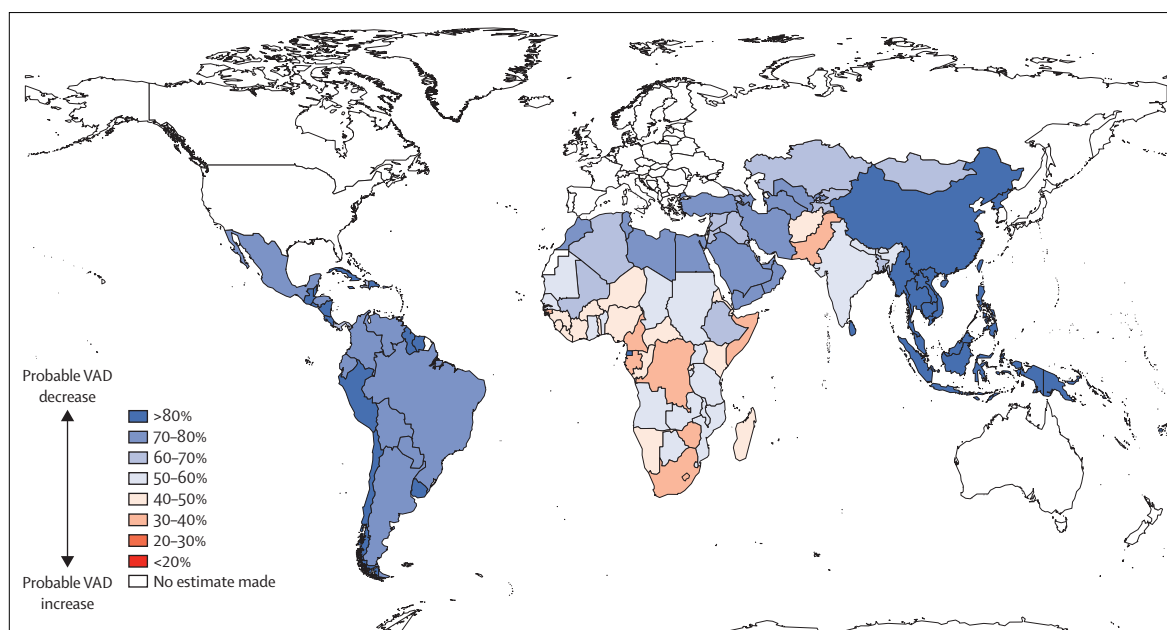 Probable VAD
decrease
>80%
70–80%
60–70%
50–60%
40–50%
30–40%
20–30%
<20%
No estimate made
Probable VAD
increase